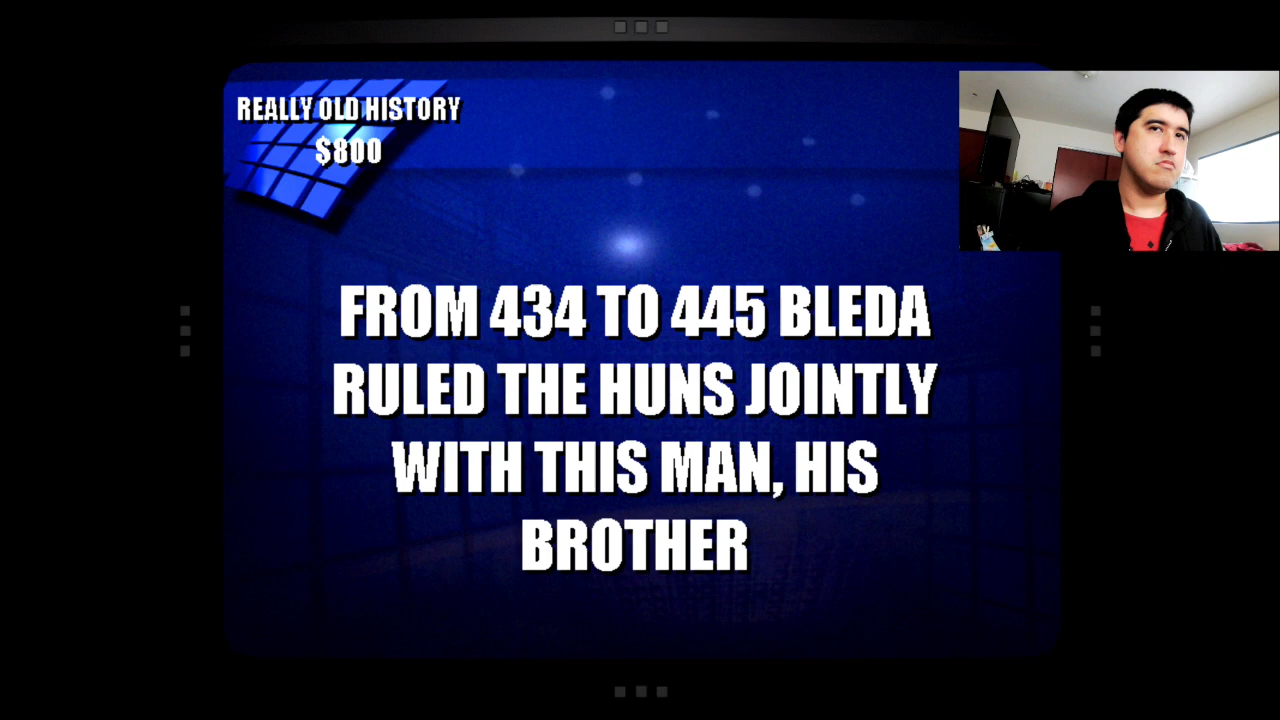 REALLY OLD HISTORY
$800
FROM 434 TO 445 BLEDA
RULED THE HUNS JOINTLY
WITH THIS MAN, HIS
BROTHER